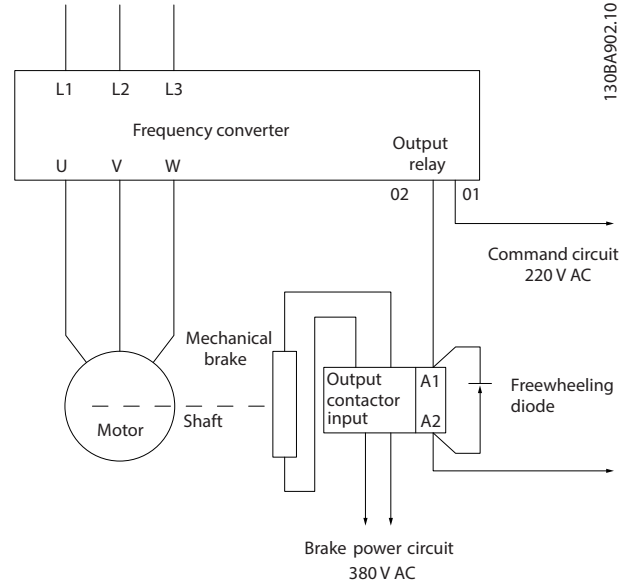 130BA902.10
L1 L2 L3
Frequency converter
Output
relay
U V W
02 01
Command circuit
220 V AC
Mechanical
brake
Output
contactor
input
A1
A2
Freewheeling
diode
Shaft
Motor
Brake power circuit
380 V AC